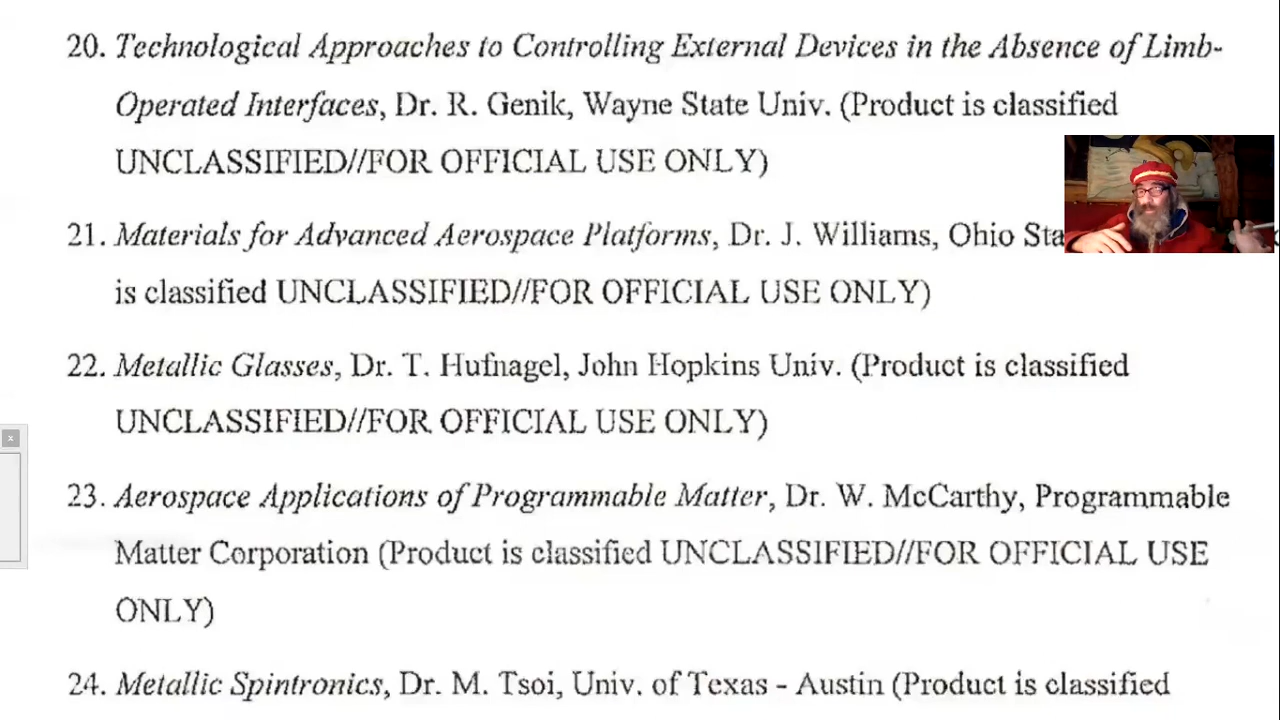 20. Technological Approaches to Controlling External Devices in the Absence of Limb-
Operated Interfaces, Dr. R. Genik, Wayne State Univ. (Product is classified
UNCLASSIFIED//FOR OFFICIAL USE ONLY)
21. Materials for Advanced Aerospace Platforms, Dr. J. Williams, Ohio Sta
is classified UNCLASSIFIED//FOR OFFICIAL USE ONLY)
22. Metallic Glasses, Dr. T. Hufnagel, John Hopkins Univ. (Product is classified
UNCLASSIFIED//FOR OFFICIAL USE ONLY)
23. Aerospace Applications of Programmable Matter, Dr. W. McCarthy, Programmable
Matter Corporation (Product is classified UNCLASSIFIED//FOR OFFICIAL USE
ONLY)
24. Metallic Spintronics, Dr. M. Tsoi, Univ. of Texas - Austin (Product is classified